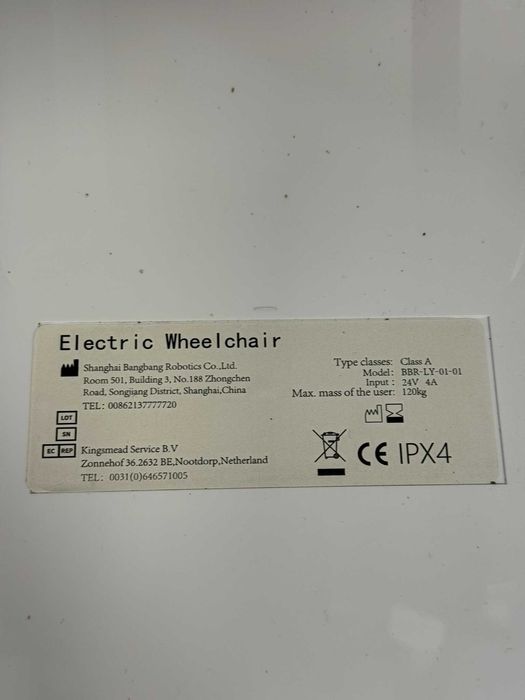 Electric Wheelchair
Shanghai Bangbang Robotics Co.,Ltd.
Room 501, Building 3, No.188 Zhongchen
Road, Songjiang District, Shanghai,China
TEL: 00862137777720
LOT
SN
EC REP
Kingsmead Service B.V
Zonnehof 36.2632 BE,Nootdorp,Netherland
TEL: 0031(0)646571005
Type classes: Class A
Model: BBR-LY-01-01
Input : 24V 4A
Max. mass of the user: 120kg
CE IPX4